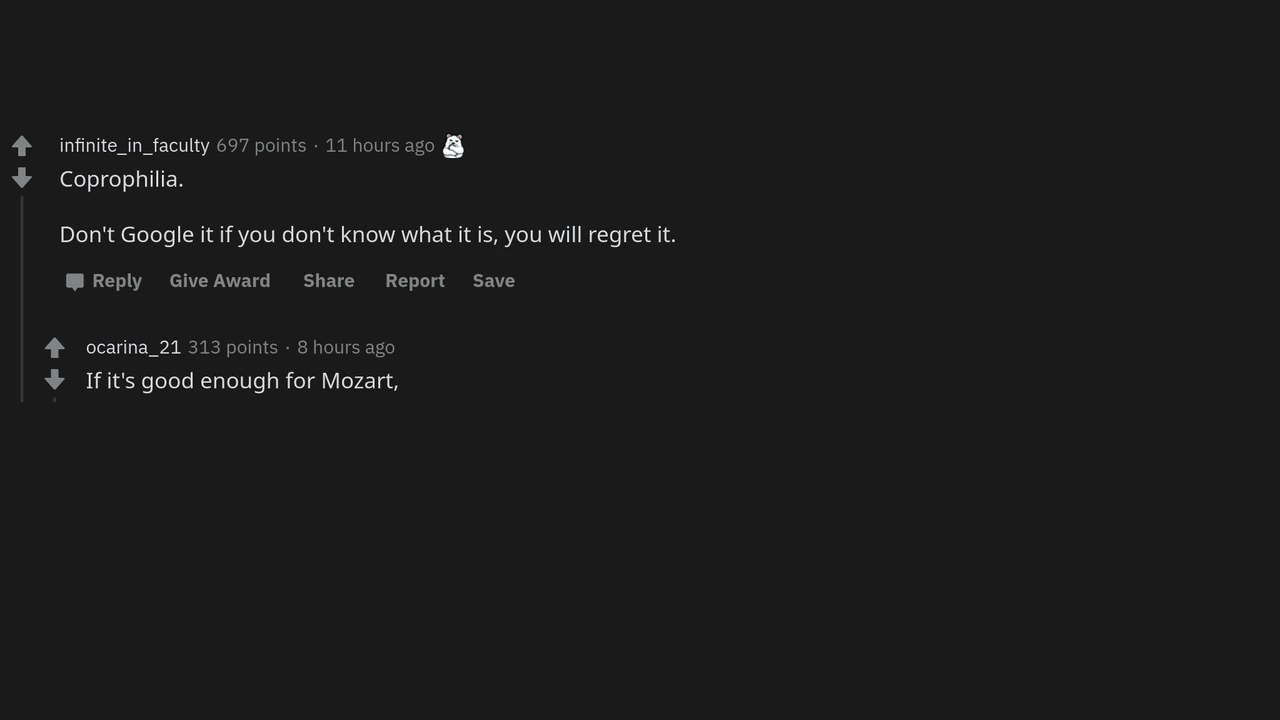 infinite_in_faculty 697 points · 11 hours ago
Coprophilia.
Don't Google it if you don't know what it is, you will regret it.
Reply Give Award Share Report Save
ocarina_21 313 points · 8 hours ago
If it's good enough for Mozart,